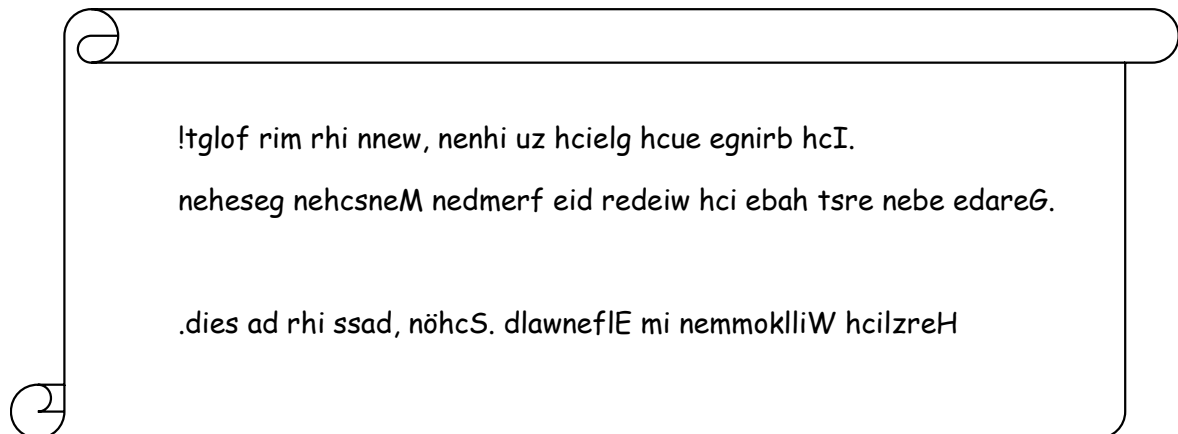 !tglof rim rhi nnew, nenhi uz hcielg hcue egnirb hcI.
neheseg nehcsneM nedmerf eid redeiw hci ebah tsre nebe edareG.
.dies ad rhi ssad, nöhcS. dlawneflE mi nemmoklliW hcilzreH